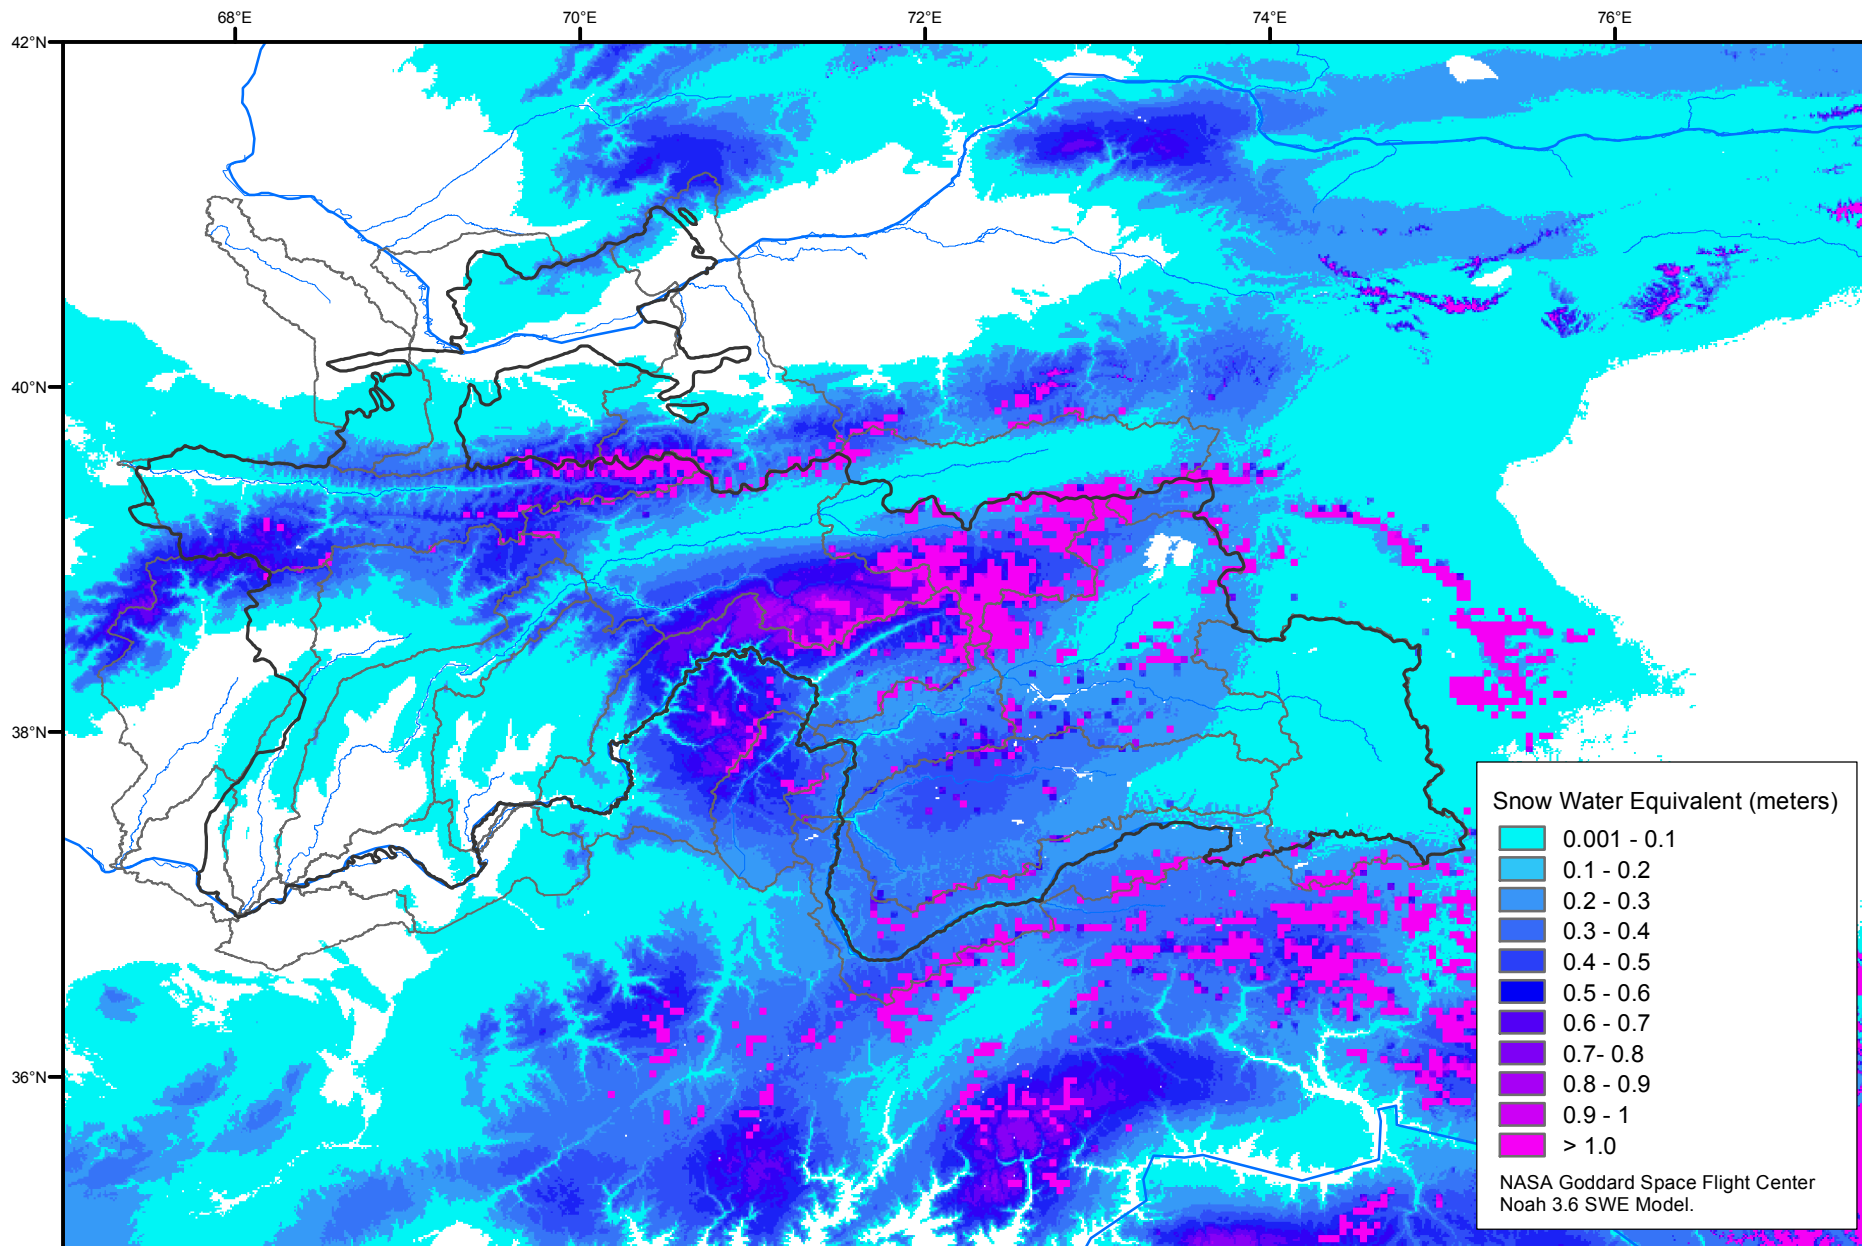 68°E
70°E
72°E
74°E
76°E
42°N
40°N
38°N
36°N
Snow Water Equivalent (meters)
0.001 - 0.1
0.1 - 0.2
0.2 - 0.3
0.3 - 0.4
0.4 - 0.5
0.5 - 0.6
0.6 - 0.7
0.7- 0.8
0.8 - 0.9
0.9 - 1
> 1.0
NASA Goddard Space Flight Center
Noah 3.6 SWE Model.